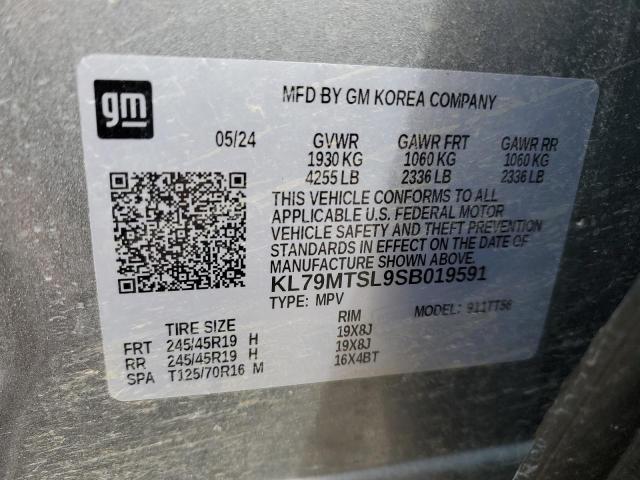 gm
MFD BY GM KOREA COMPANY
05/24 GVWR GAWR FRT GAWR RR
1930 KG 1060 KG 1060 KG
4255 LB 2336 LB 2336 LB
THIS VEHICLE CONFORMS TO ALL
APPLICABLE U.S. FEDERAL MOTOR
VEHICLE SAFETY AND THEFT PREVENTION
STANDARDS IN EFFECT ON THE DATE OF
MANUFACTURE SHOWN ABOVE.
KL79MTSL9SB019591
TYPE: MPV MODEL:
TIRE SIZE RIM
FRT 245/45R19 H 19X8J
RR 245/45R19 H 19X8J
SPA T125/70R16 M 16X4BT